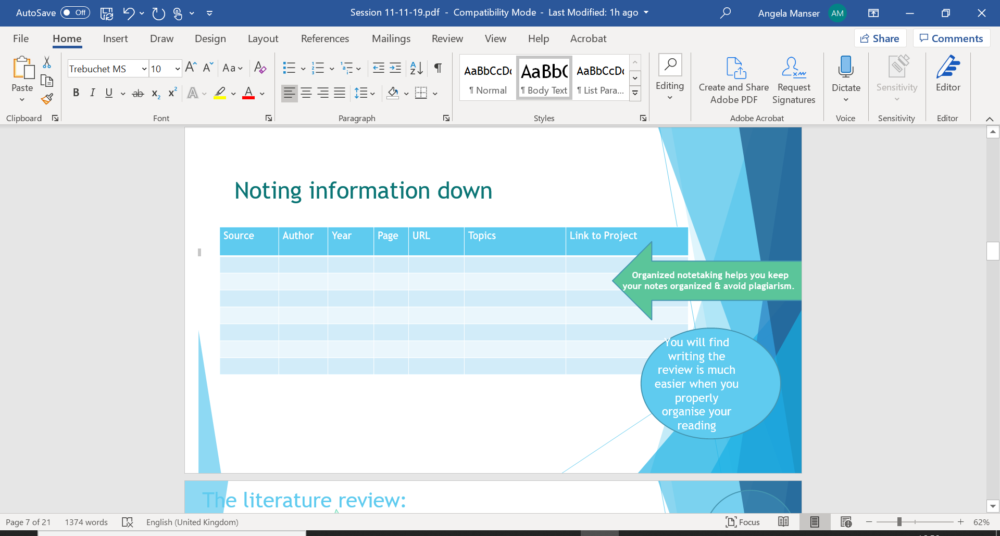 AutoSave Off Session 11-11-19.pdf - Compatibility Mode - Last Modified: 1h ago Angela Manser AM
File Home Insert Draw Design Layout References Mailings Review View Help Acrobat Share Comments
Paste
Clipboard
Trebuchet MS 10
Font
Paragraph
AaBbCcDc AaBbC AaBbCcDc
¶ Normal ¶ Body Text ¶ List Para...
Styles
Editing
Create and Share
Adobe PDF
Request
Signatures
Adobe Acrobat
Dictate
Voice
Sensitivity
Sensitivity
Editor
Editor
Noting information down
Source Author Year Page URL Topics Link to Project
Organized notetaking helps you keep
your notes organized & avoid plagiarism.
You will find
writing the
review is much
easier when you
properly
organise your
reading
The literature review:
Page 7 of 21 1374 words English (United Kingdom) Focus 62%